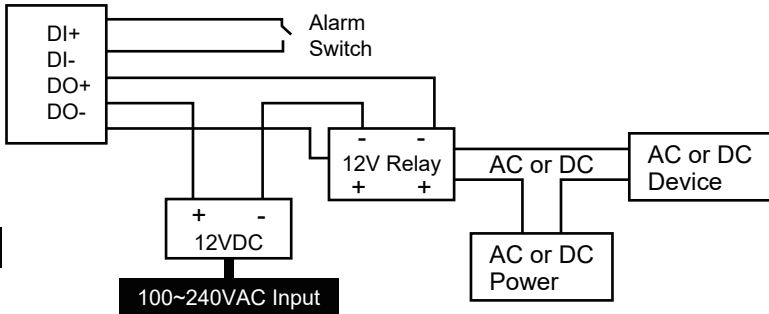 DI+
DI-
DO+
DO-
Alarm
Switch
- -
12V Relay
+ +
AC or DC
AC or DC
Device
+ -
12VDC
AC or DC
Power
100~240VAC Input